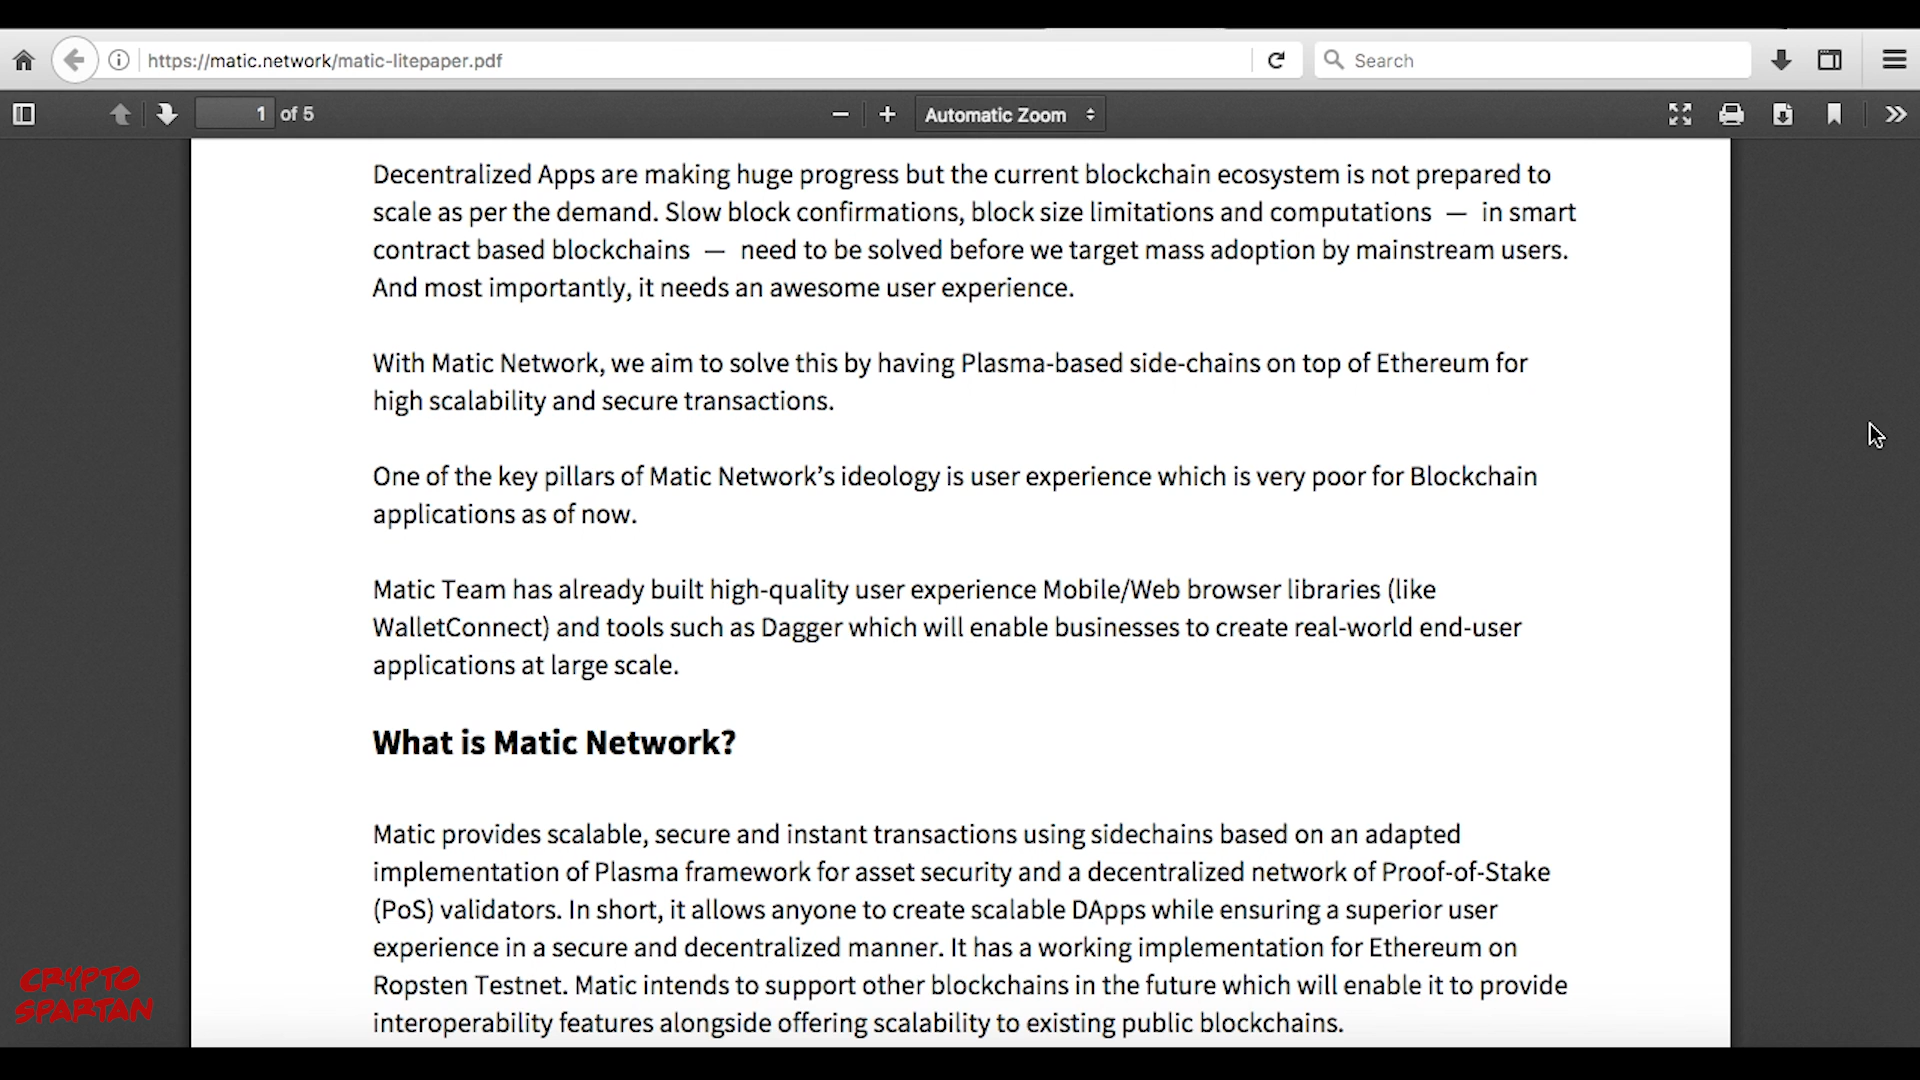 https://matic.network/matic-litepaper.pdf
Search
1 of 5
Automatic Zoom
Decentralized Apps are making huge progress but the current blockchain ecosystem is not prepared to
scale as per the demand. Slow block confirmations, block size limitations and computations — in smart
contract based blockchains — need to be solved before we target mass adoption by mainstream users.
And most importantly, it needs an awesome user experience.
With Matic Network, we aim to solve this by having Plasma-based side-chains on top of Ethereum for
high scalability and secure transactions.
One of the key pillars of Matic Network’s ideology is user experience which is very poor for Blockchain
applications as of now.
Matic Team has already built high-quality user experience Mobile/Web browser libraries (like
WalletConnect) and tools such as Dagger which will enable businesses to create real-world end-user
applications at large scale.
What is Matic Network?
Matic provides scalable, secure and instant transactions using sidechains based on an adapted
implementation of Plasma framework for asset security and a decentralized network of Proof-of-Stake
(PoS) validators. In short, it allows anyone to create scalable DApps while ensuring a superior user
experience in a secure and decentralized manner. It has a working implementation for Ethereum on
Ropsten Testnet. Matic intends to support other blockchains in the future which will enable it to provide
interoperability features alongside offering scalability to existing public blockchains.
CRYPTO
SPARTAN